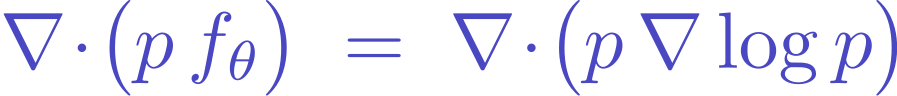 ∇·(p f_θ) = ∇·(p ∇ log p)